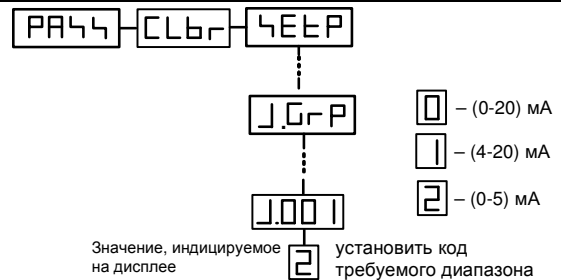 PASS CLbr SEtP
J.GrP
0 – (0-20) мА
1 – (4-20) мА
J.001
2 – (0-5) мА
Значение, индицируемое на дисплее
2
установить код требуемого диапазона